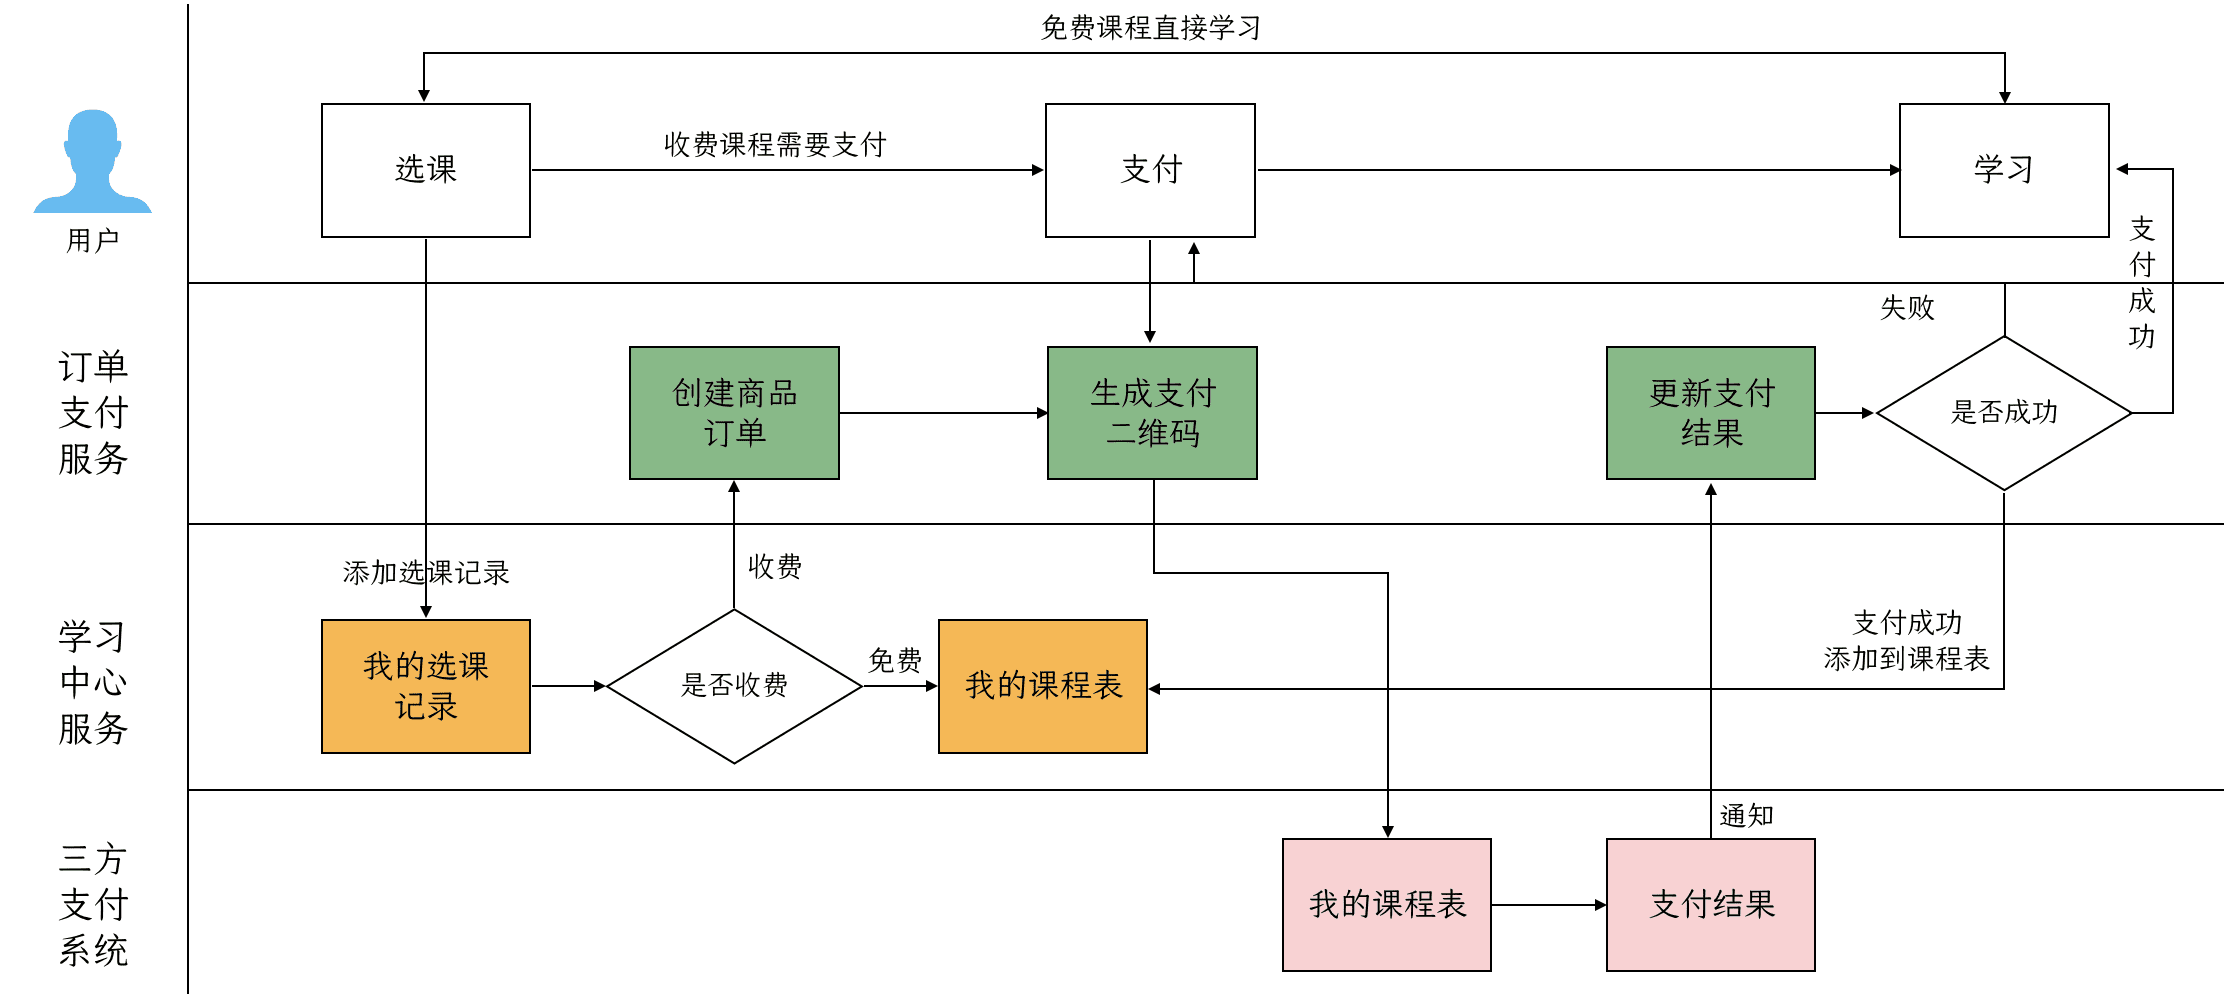 免费课程直接学习
选课
收费课程需要支付
支付
学习
用户
支
付
成
功
失败
订单
支付
服务
创建商品
订单
生成支付
二维码
更新支付
结果
是否成功
添加选课记录
收费
学习
中心
服务
我的选课
记录
是否收费
免费
我的课程表
支付成功
添加到课程表
通知
三方
支付
系统
我的课程表
支付结果